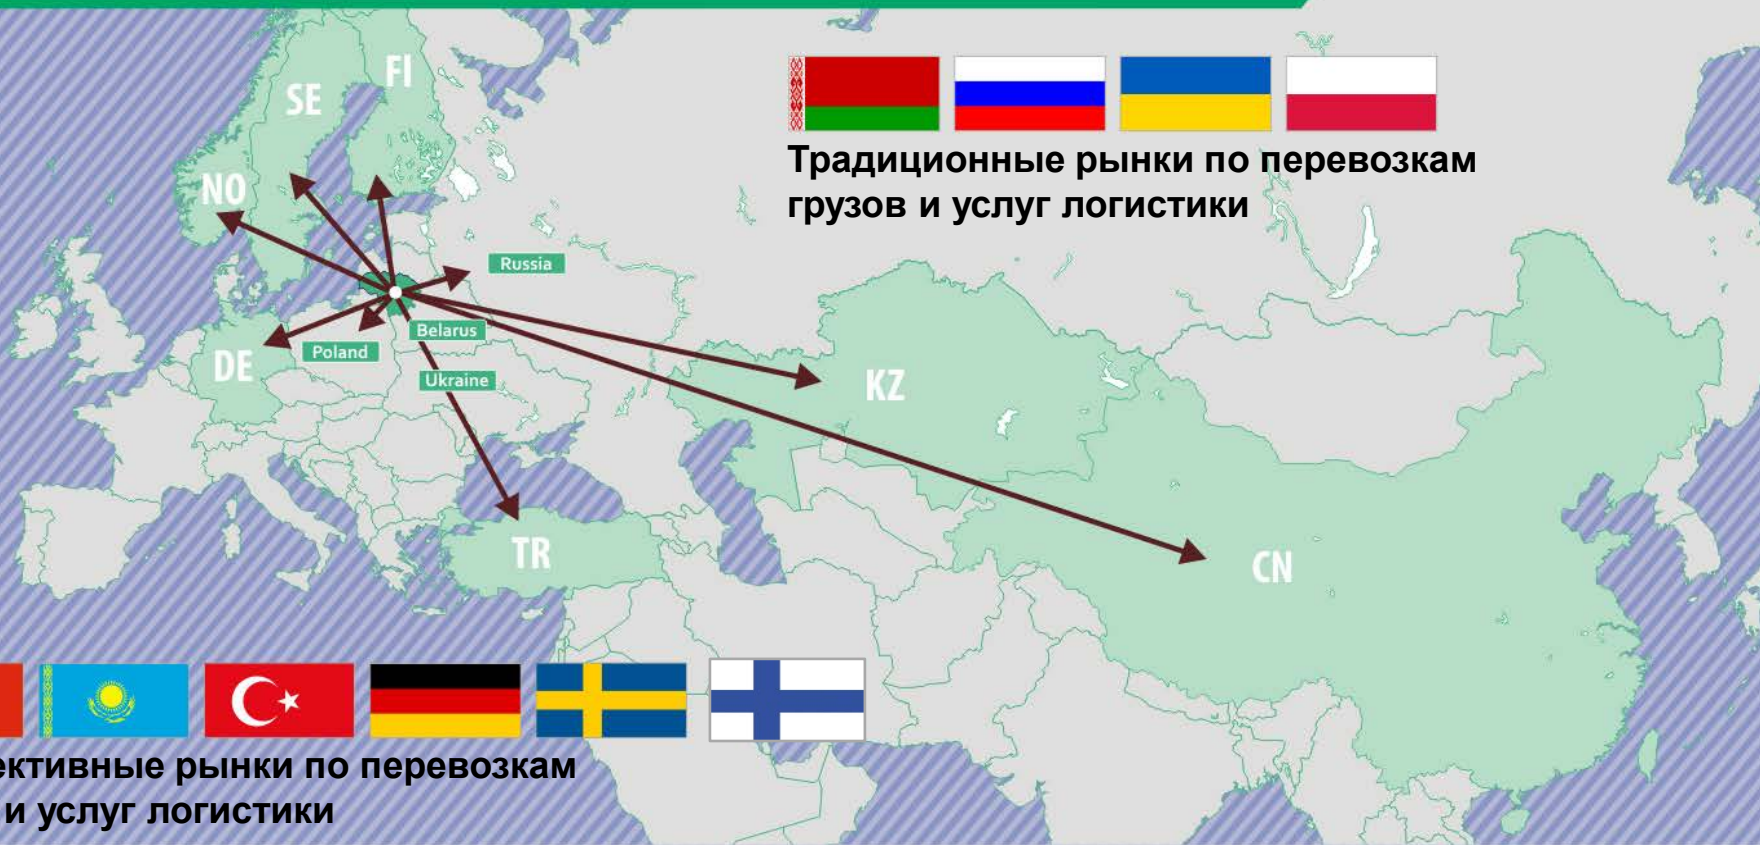 FI
SE
Традиционные рынки по перевозкам
грузов и услуг логистики
NO
Russia
Belarus
Poland
DE
Ukraine
KZ
TR
CN
рынки по перевозкам
и услуг логистики